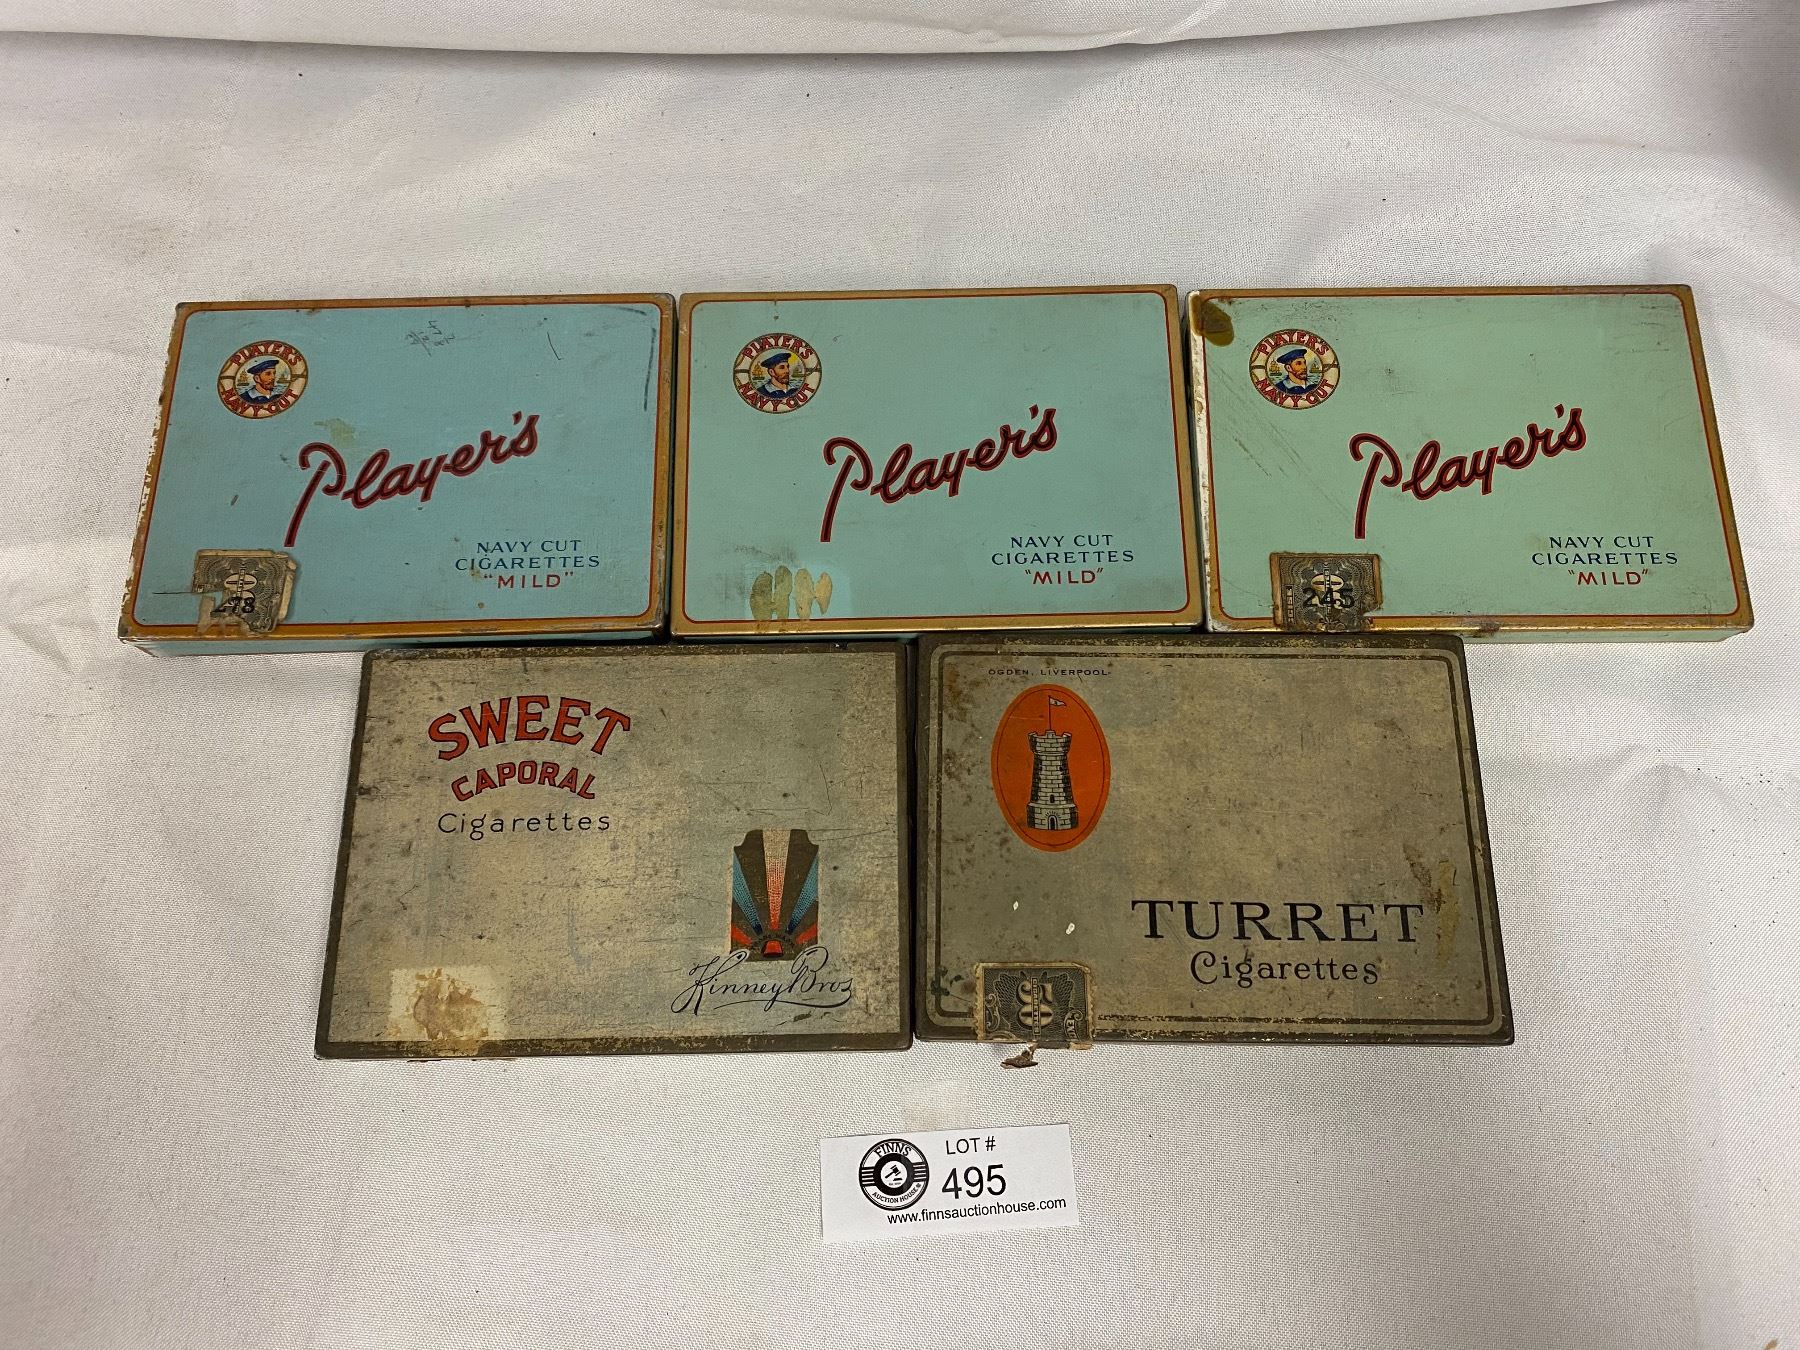 PLAYER'S
NAVY CUT
Player's
NAVY CUT
CIGARETTES
"MILD"
278
PLAYER'S
NAVY CUT
Player's
NAVY CUT
CIGARETTES
"MILD"
PLAYER'S
NAVY CUT
Player's
NAVY CUT
CIGARETTES
"MILD"
245
SWEET
CAPORAL
Cigarettes
Kinney Bros
OGDEN, LIVERPOOL
TURRET
Cigarettes
50
FINNS
AUCTION HOUSE
LOT #
495
www.finnsauctionhouse.com